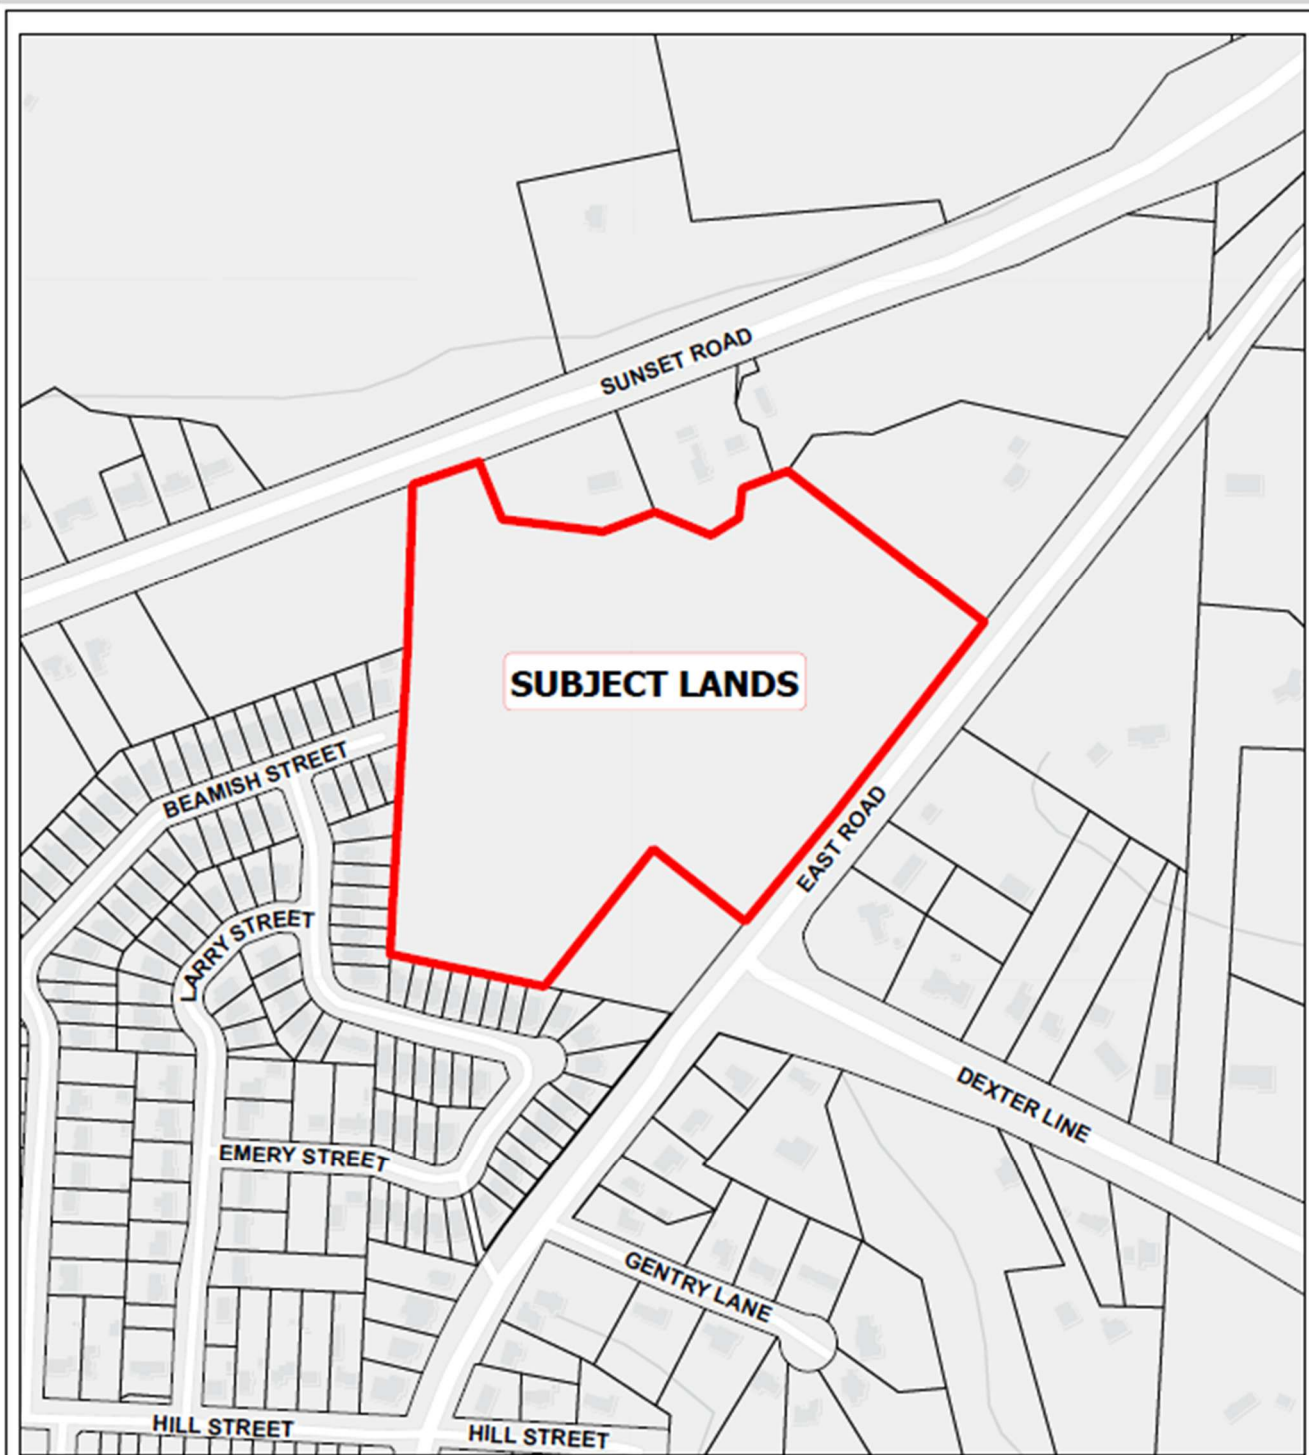 SUNSET ROAD
SUBJECT LANDS
BEAMISH STREET
EAST ROAD
LARRY STREET
DEXTER LINE
EMERY STREET
GENTRY LANE
HILL STREET
HILL STREET